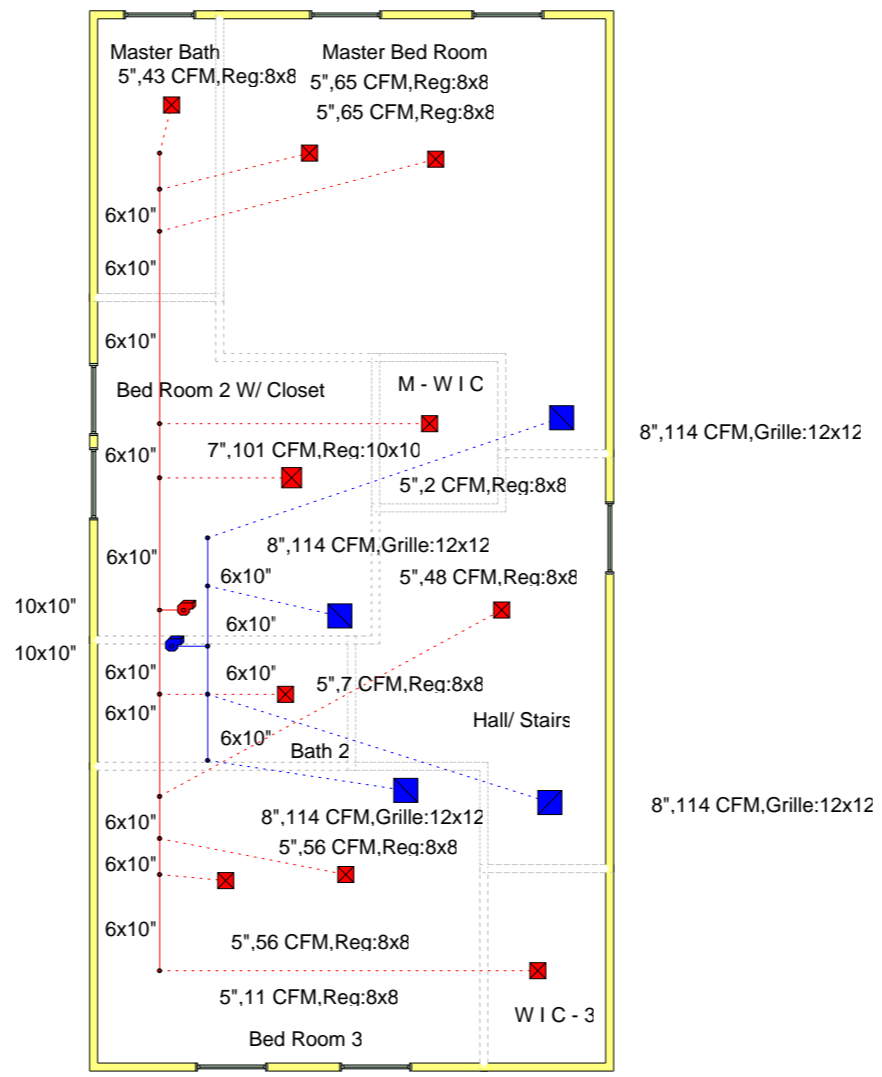 Master Bath
Master Bed Room
5",43 CFM,Reg:8x8
5",65 CFM,Reg:8x8
5",65 CFM,Reg:8x8
6x10"
6x10"
6x10"
M - W I C
Bed Room 2 W/ Closet
8",114 CFM,Grille:12x12
7",101 CFM,Reg:10x10
6x10"
5",2 CFM,Reg:8x8
8",114 CFM,Grille:12x12
6x10"
6x10"
5",48 CFM,Reg:8x8
10x10"
6x10"
10x10"
6x10"
6x10"
5",7 CFM,Reg:8x8
6x10"
Hall/ Stairs
6x10"
Bath 2
8",114 CFM,Grille:12x12
8",114 CFM,Grille:12x12
6x10"
5",56 CFM,Reg:8x8
6x10"
6x10"
5",56 CFM,Reg:8x8
5",11 CFM,Reg:8x8
W I C - 3
Bed Room 3